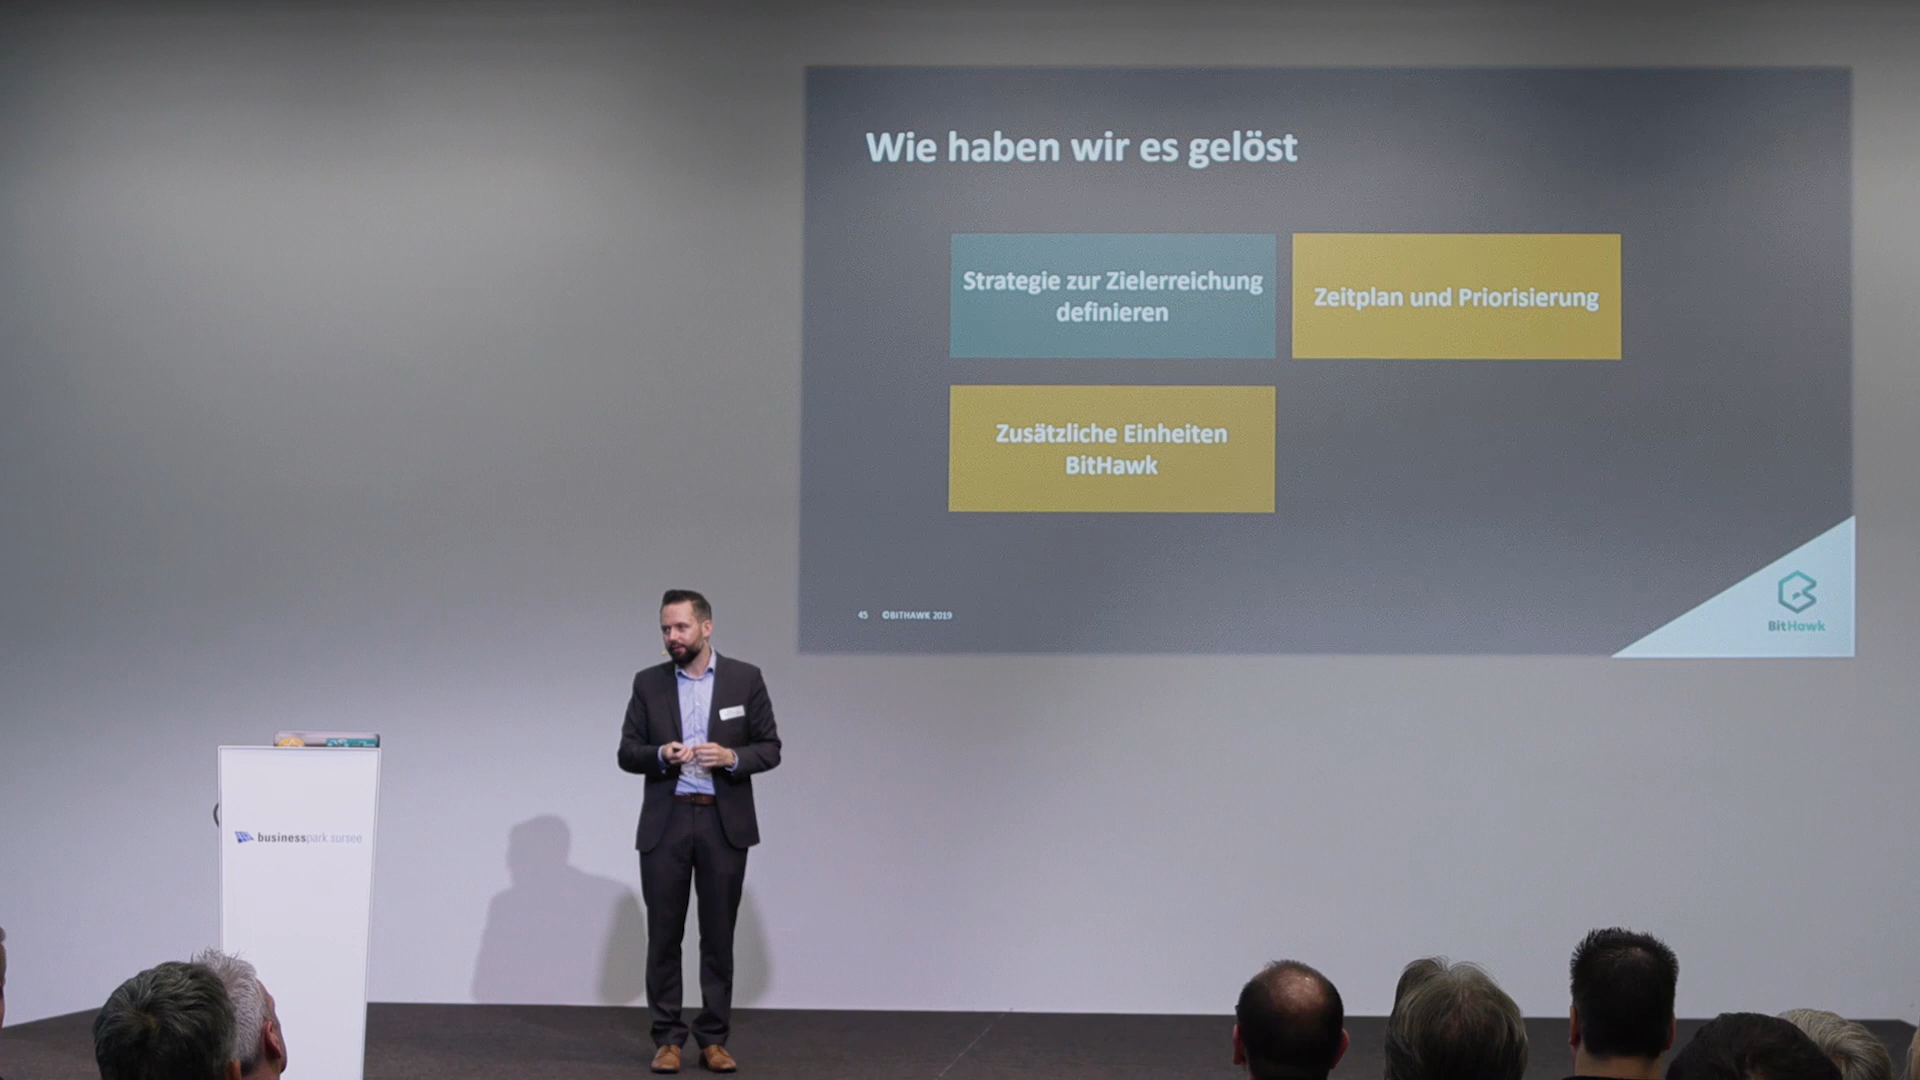 Wie haben wir es gelöst
Strategie zur Zielerreichung
definieren
Zeitplan und Priorisierung
Zusätzliche Einheiten
BitHawk
45 ©BITHAWK 2019
BitHawk
businesspark sursee